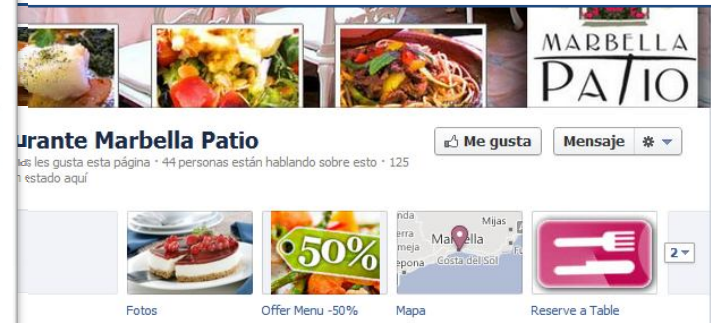 MARBELLA
PATIO
urante Marbella Patio
les gusta esta página · 44 personas están hablando sobre esto · 125
estado aquí
Me gusta
Mensaje
50%
Mijas
Marbella
Costa del Sol
2
Fotos
Offer Menu -50%
Mapa
Reserve a Table